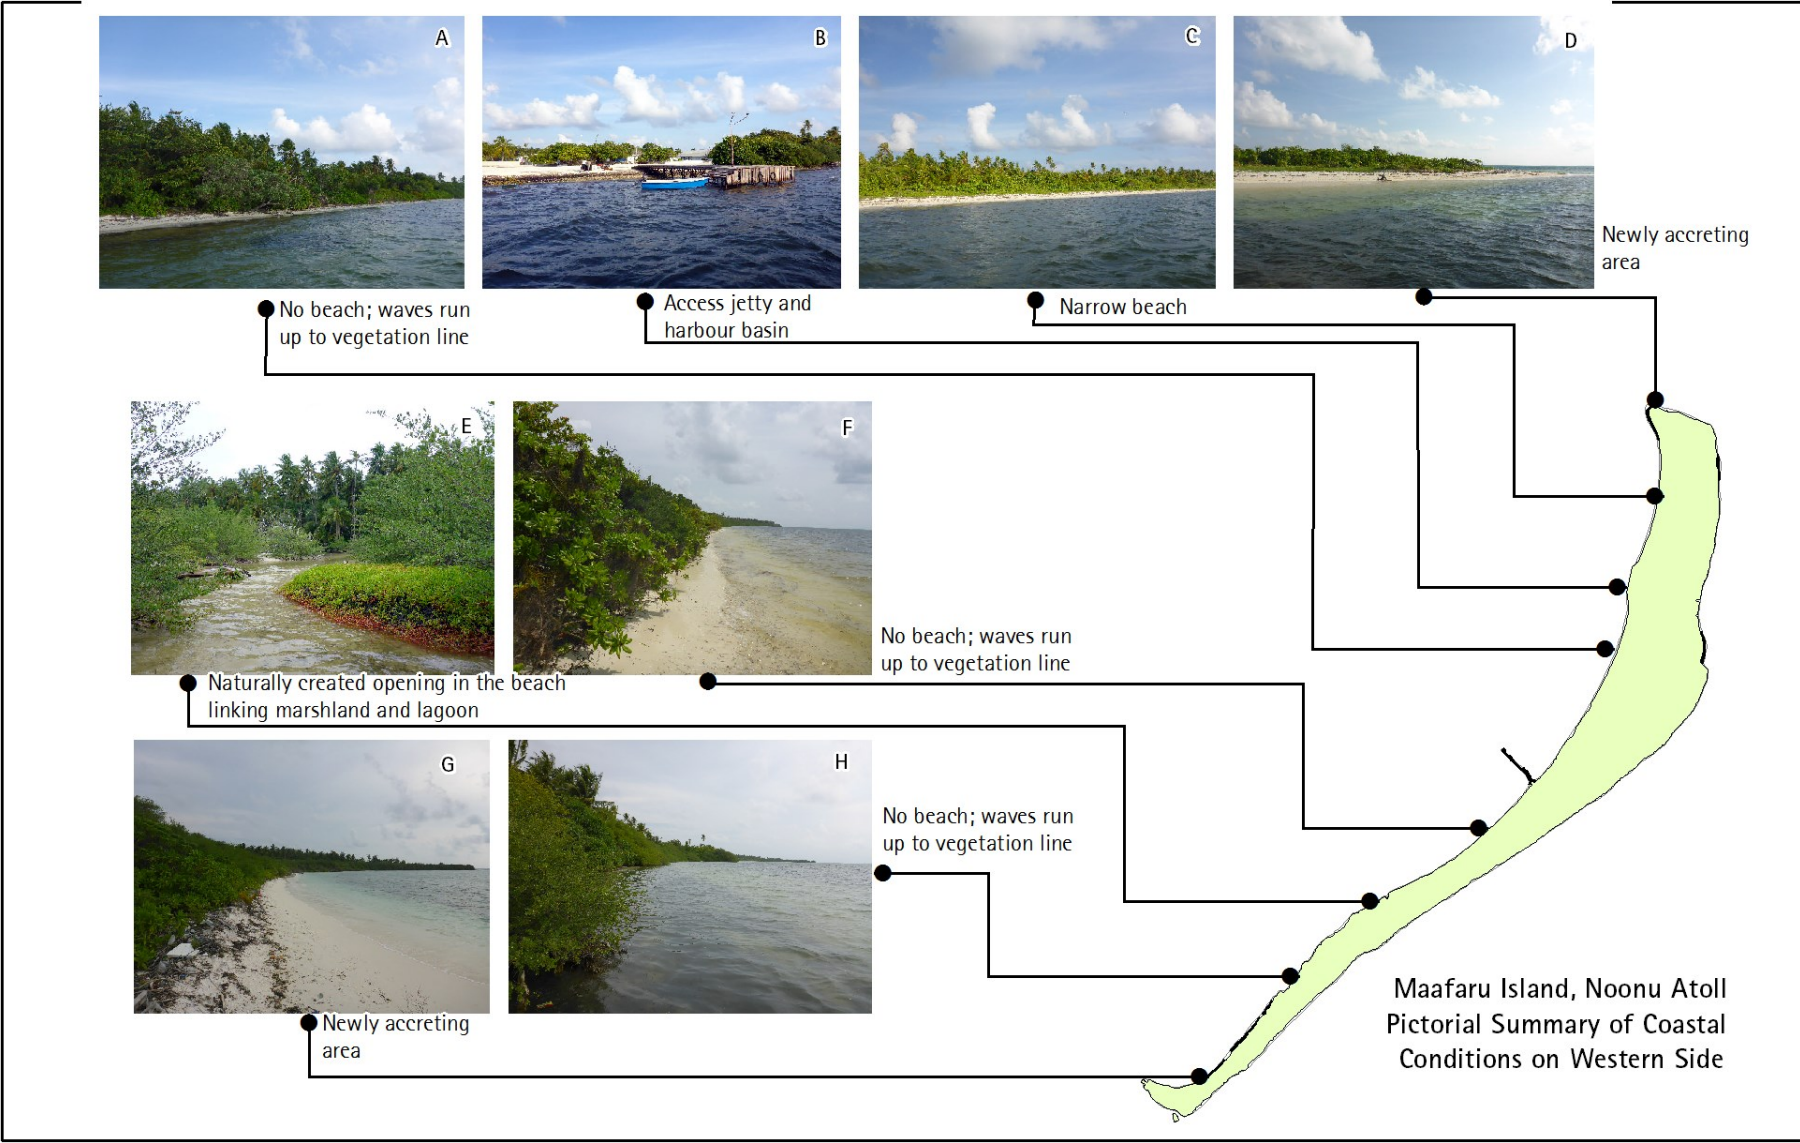 A
B
C
D
Newly accreting
area
No beach; waves run
up to vegetation line
Access jetty and
harbour basin
Narrow beach
E
F
No beach; waves run
up to vegetation line
Naturally created opening in the beach
linking marshland and lagoon
G
H
No beach; waves run
up to vegetation line
Newly accreting
area
Maafaru Island, Noonu Atoll
Pictorial Summary of Coastal
Conditions on Western Side